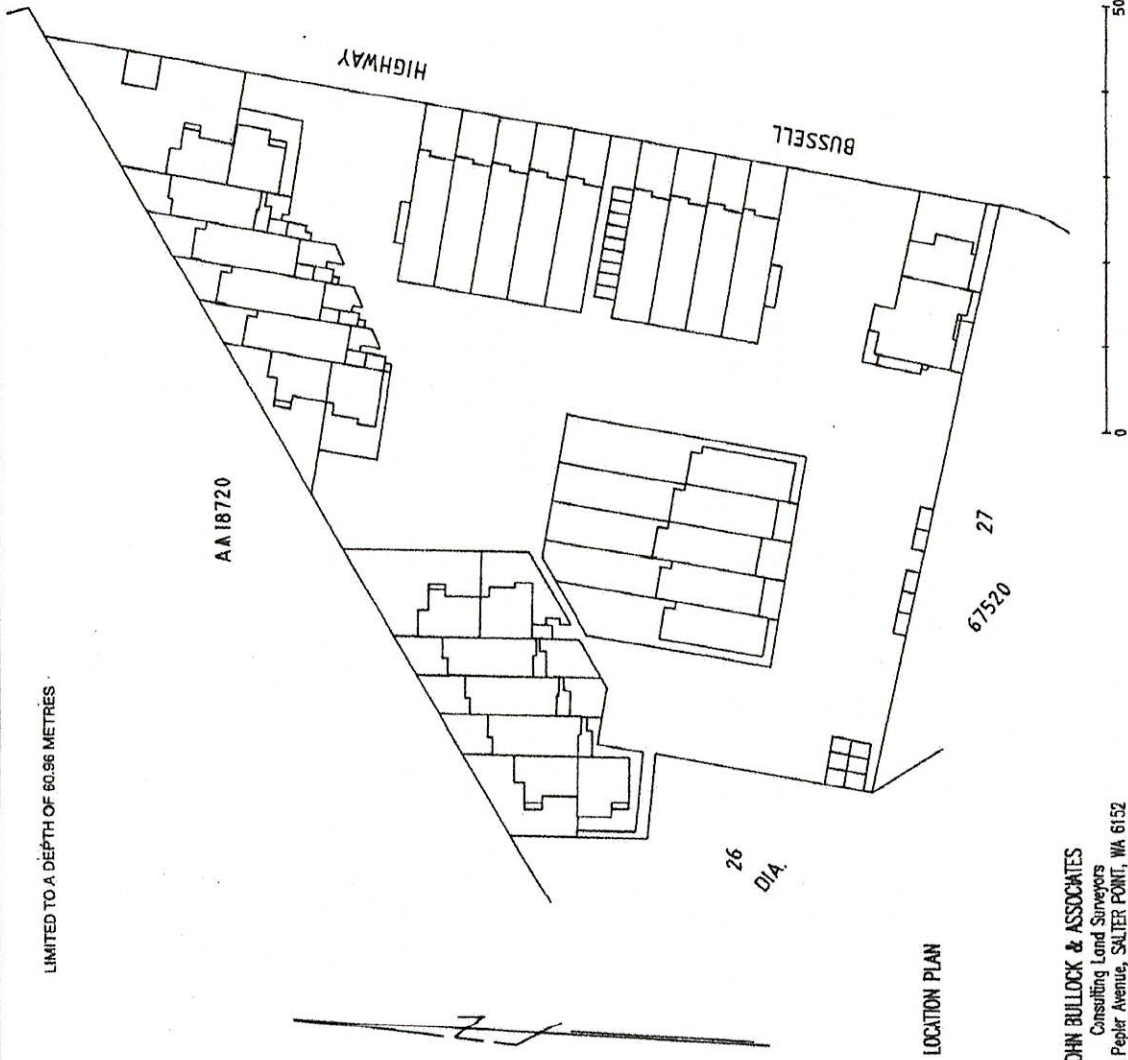 LIMITED TO A DEPTH OF 60.96 METRES
HIGHWAY
BUSSELL
AA18720
26
DIA.
27
67520
LOCATION PLAN
0
50
OHN BULLOCK & ASSOCIATES
Consulting Land Surveyors
Pepler Avenue, SALTER POINT, WA 6152